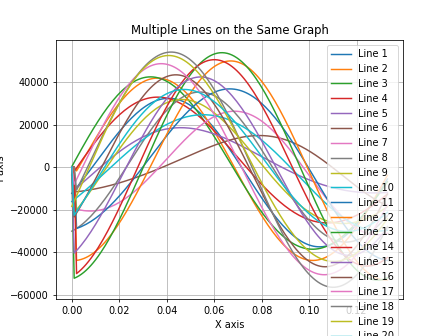 Multiple Lines on the Same Graph
40000
20000
0
−20000
−40000
−60000
0.00
0.02
0.04
0.06
0.08
0.10
X axis
Line 1
Line 2
Line 3
Line 4
Line 5
Line 6
Line 7
Line 8
Line 9
Line 10
Line 11
Line 12
Line 13
Line 14
Line 15
Line 16
Line 17
Line 18
Line 19
Line 20